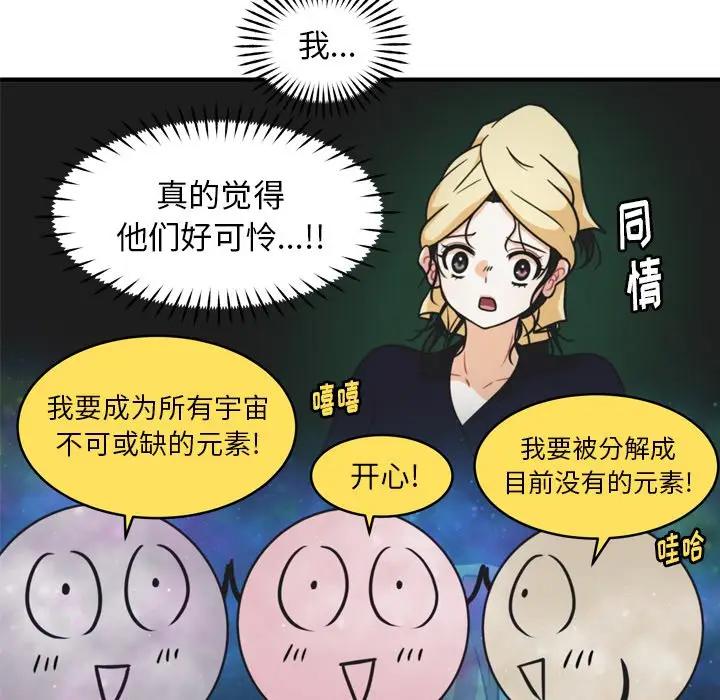 我...
真的觉得
他们好可怜...!!
同情
我要成为所有宇宙
不可或缺的元素!
嘻嘻
开心!
我要被分解成
目前没有的元素!
哇哈